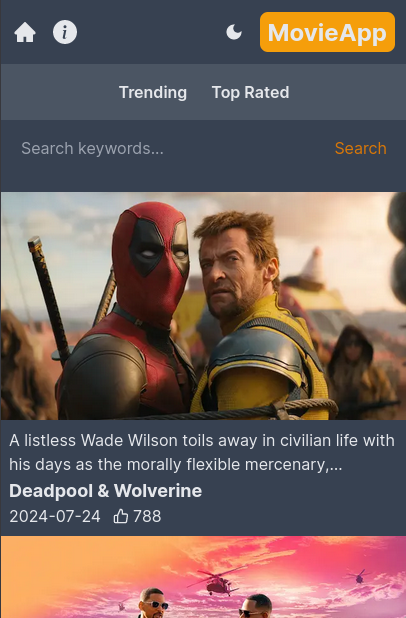 MovieApp
Trending Top Rated
Search keywords... Search
A listless Wade Wilson toils away in civilian life with
his days as the morally flexible mercenary,...
Deadpool & Wolverine
2024-07-24 788